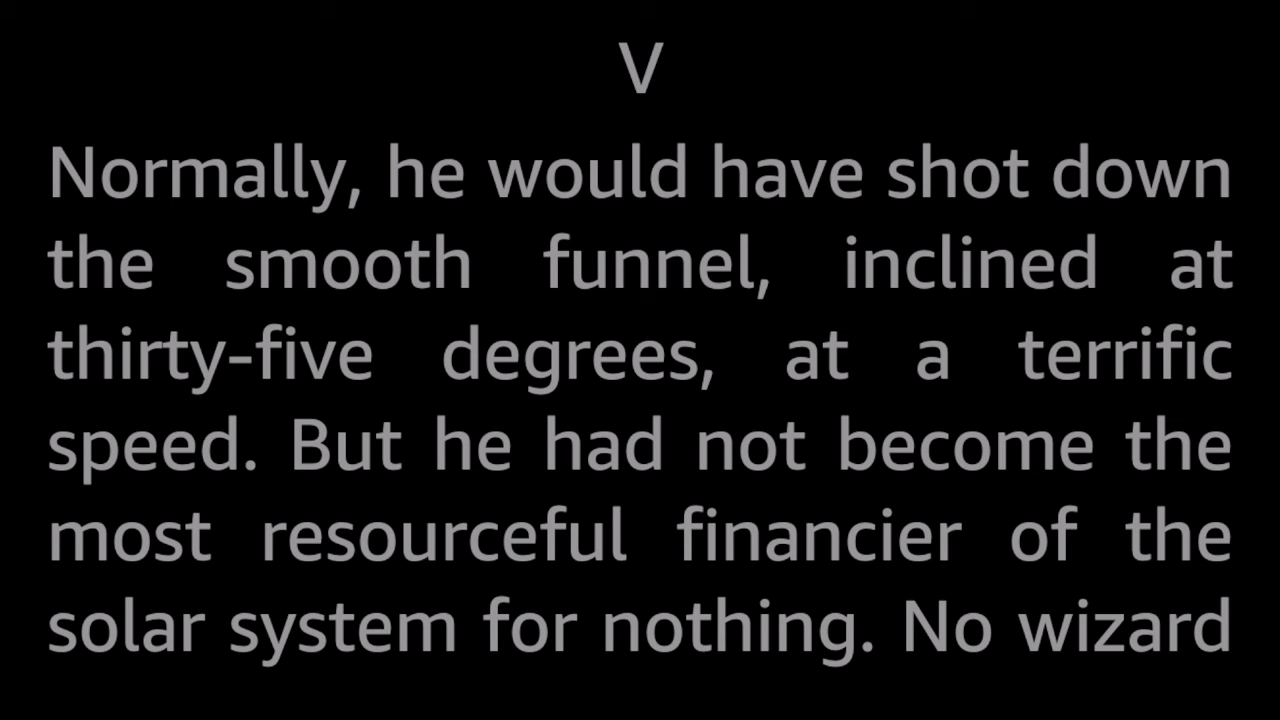 V
Normally, he would have shot down
the smooth funnel, inclined at
thirty-five degrees, at a terrific
speed. But he had not become the
most resourceful financier of the
solar system for nothing. No wizard